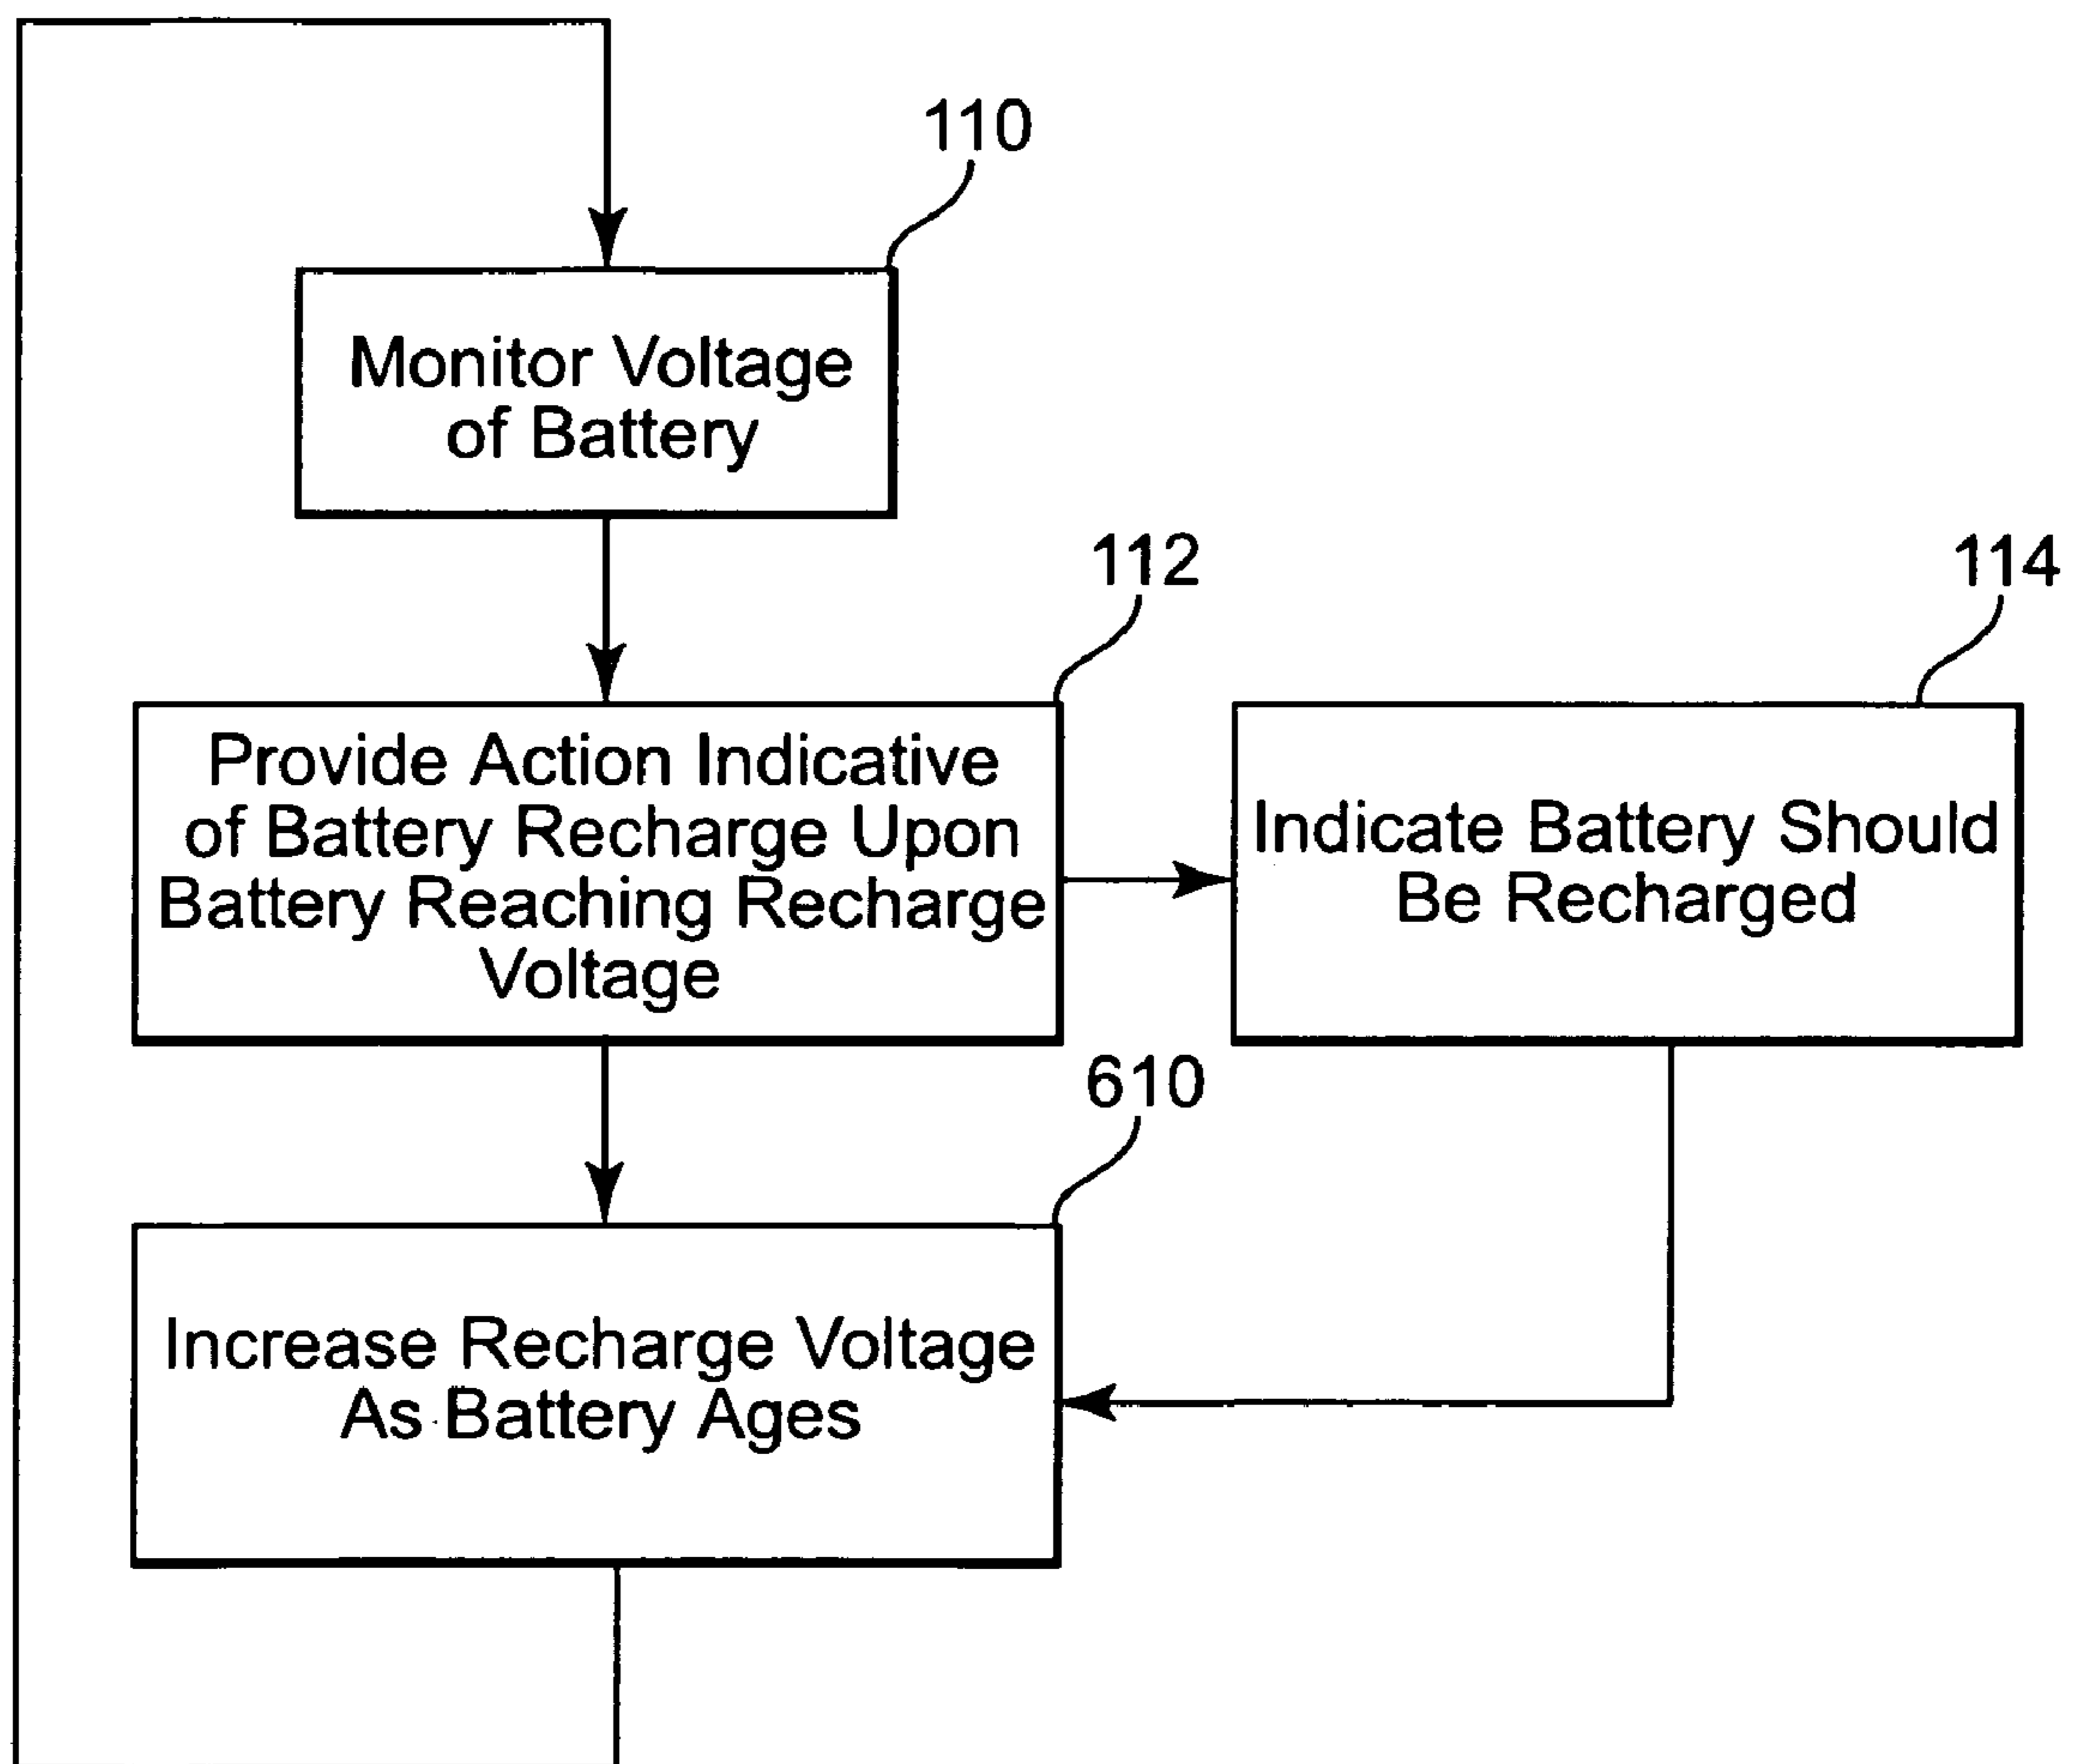 110
Monitor Voltage
of Battery
112
Provide Action Indicative
of Battery Recharge Upon
Battery Reaching Recharge
Voltage
114
Indicate Battery Should
Be Recharged
610
Increase Recharge Voltage
As Battery Ages